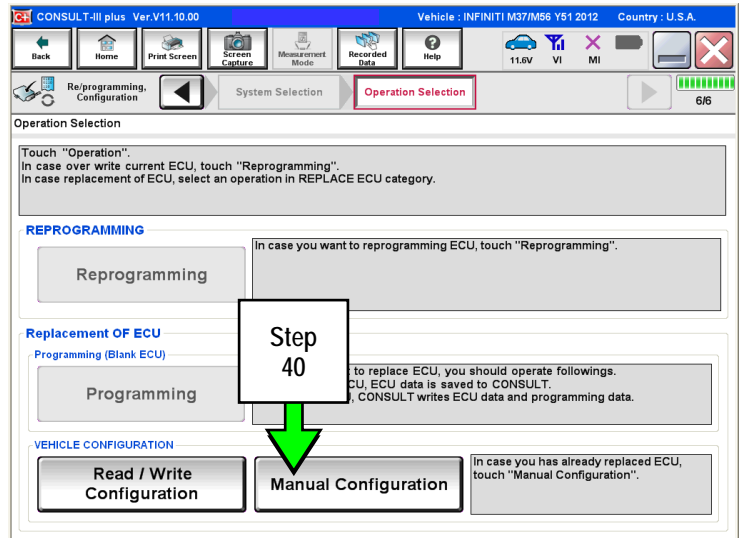 C+ CONSULT-III plus Ver.V11.10.00 Vehicle : INFINITI M37/M56 Y51 2012 Country : U.S.A.
Back Home Print Screen Screen Capture Measurement Mode Recorded Data Help 11.6V VI MI
Re/programming, Configuration System Selection Operation Selection 6/6
Operation Selection
Touch "Operation".
In case over write current ECU, touch "Reprogramming".
In case replacement of ECU, select an operation in REPLACE ECU category.
REPROGRAMMING
Reprogramming
In case you want to reprogramming ECU, touch "Reprogramming".
Step
40
Replacement OF ECU
Programming (Blank ECU)
Programming
to replace ECU, you should operate followings.
CU, ECU data is saved to CONSULT.
, CONSULT writes ECU data and programming data.
VEHICLE CONFIGURATION
Read / Write
Configuration
Manual Configuration
In case you has already replaced ECU,
touch "Manual Configuration".